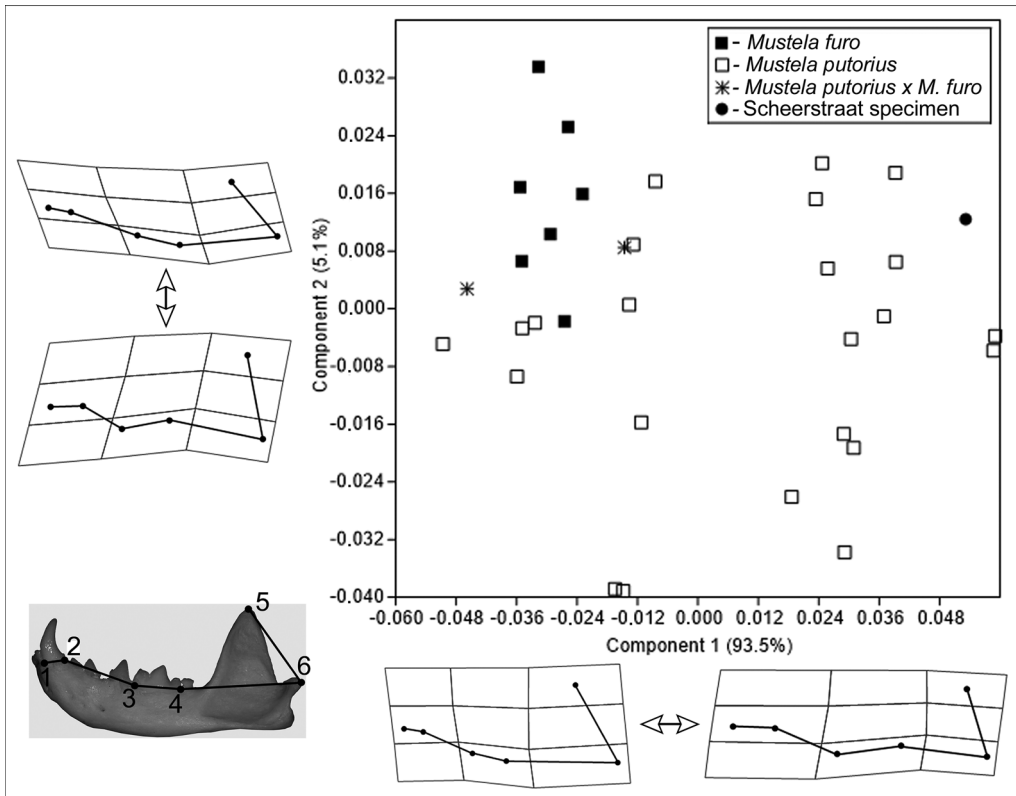 ■ - Mustela furo
□ - Mustela putorius
✳ - Mustela putorius x M. furo
● - Scheerstraat specimen
Component 2 (5.1%)
0.032
0.024
0.016
0.008
0.000
-0.008
-0.016
-0.024
-0.032
-0.040
-0.060 -0.048 -0.036 -0.024 -0.012 0.000 0.012 0.024 0.036 0.048
Component 1 (93.5%)
1 2 3 4 5 6